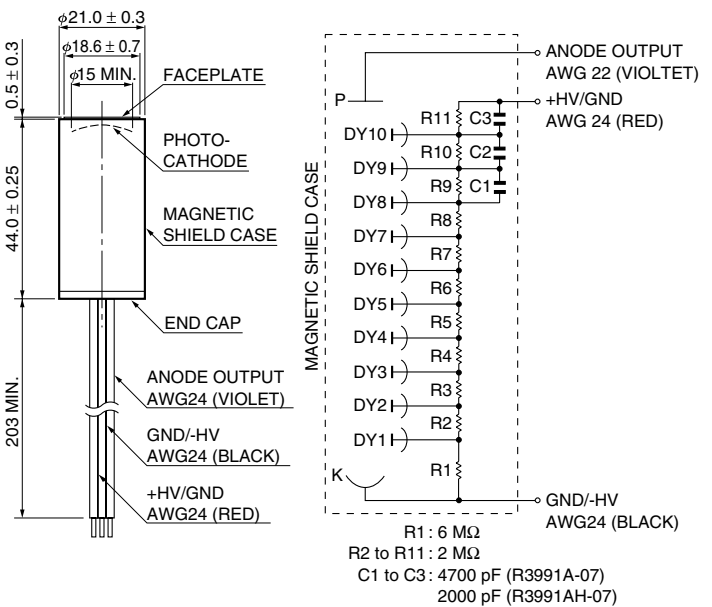 ϕ21.0 ± 0.3
ϕ18.6 ± 0.7
ϕ15 MIN.
0.5 ± 0.3
44.0 ± 0.25
203 MIN.
FACEPLATE
PHOTO-
CATHODE
MAGNETIC
SHIELD CASE
END CAP
ANODE OUTPUT
AWG24 (VIOLET)
GND/-HV
AWG24 (BLACK)
+HV/GND
AWG24 (RED)
MAGNETIC SHIELD CASE
ANODE OUTPUT
AWG 22 (VIOLTET)
+HV/GND
AWG 24 (RED)
P
R11 C3
DY10
R10 C2
DY9
R9 C1
DY8
R8
DY7
R7
DY6
R6
DY5
R5
DY4
R4
DY3
R3
DY2
R2
DY1
R1
K
GND/-HV
AWG24 (BLACK)
R1 : 6 MΩ
R2 to R11 : 2 MΩ
C1 to C3 : 4700 pF (R3991A-07)
2000 pF (R3991AH-07)